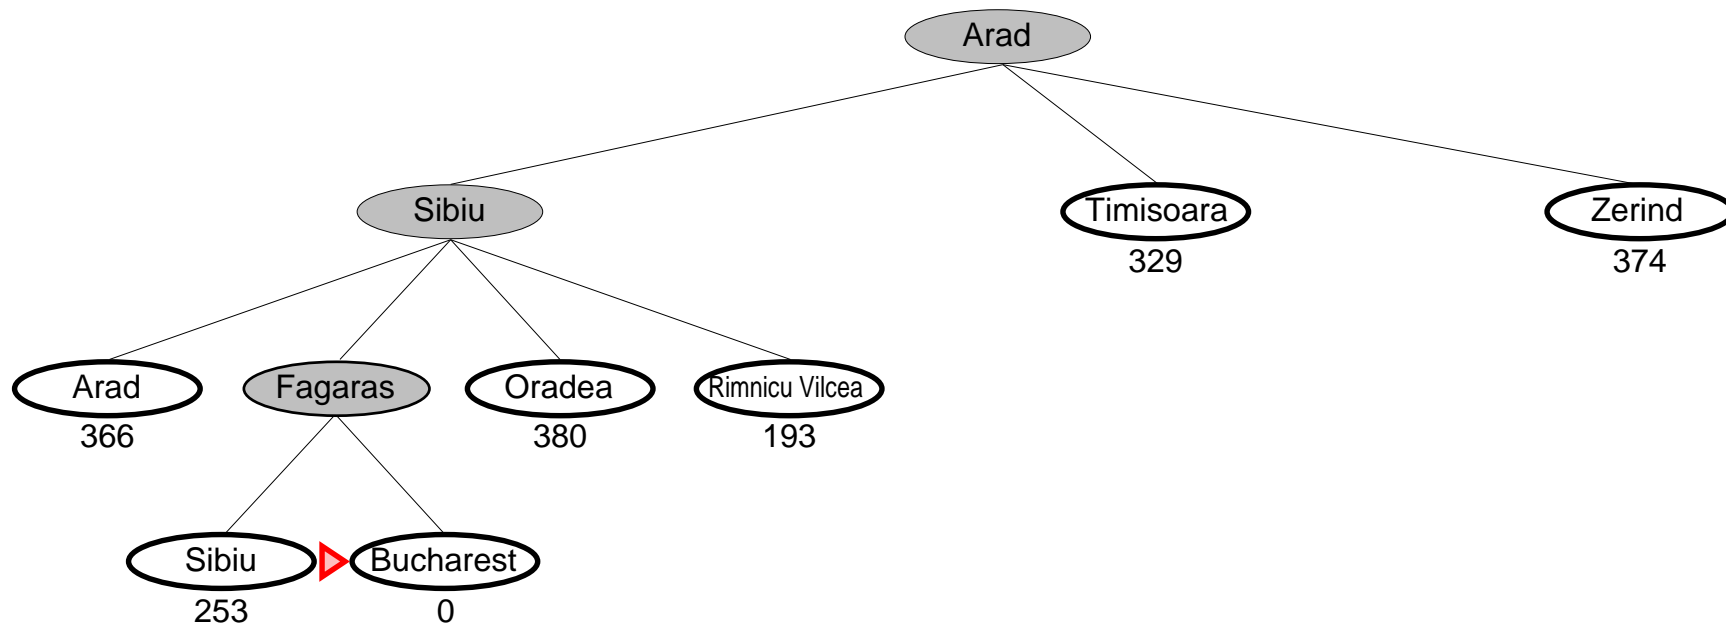 Arad
Sibiu
Timisoara
Zerind
329
374
Arad
Fagaras
Oradea
Rimnicu Vilcea
366
380
193
Sibiu
Bucharest
253
0